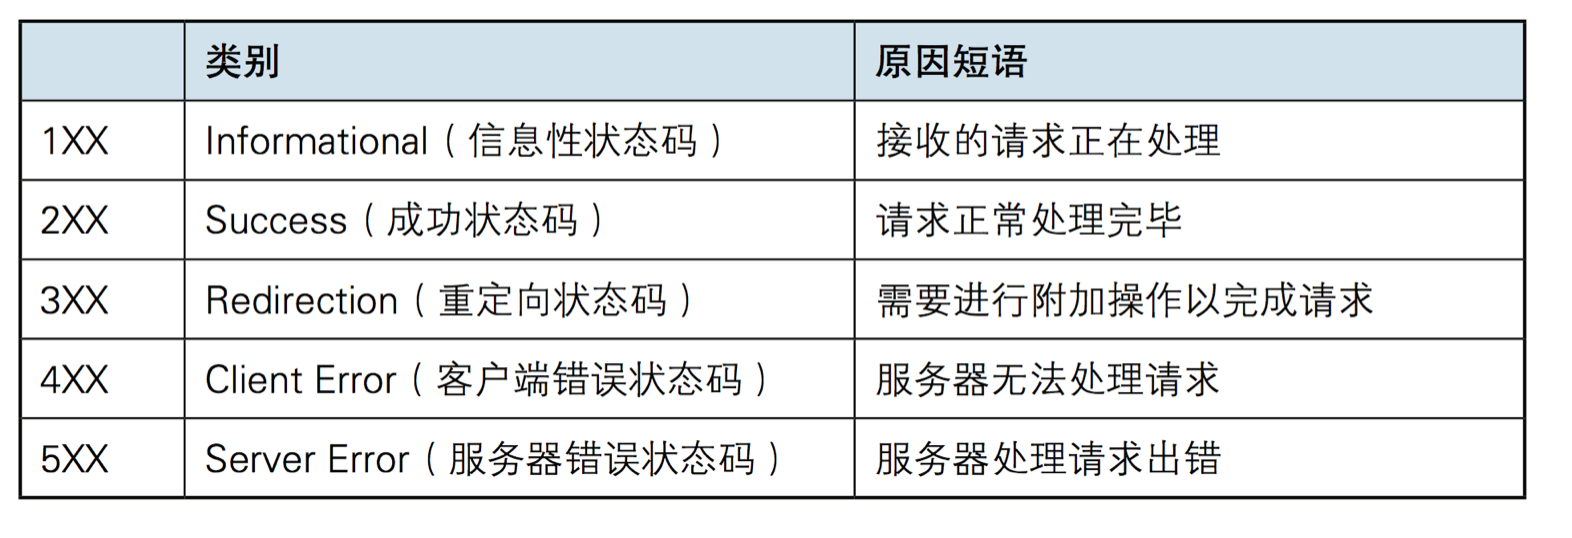 类别 原因短语
1XX Informational（信息性状态码） 接收的请求正在处理
2XX Success（成功状态码） 请求正常处理完毕
3XX Redirection（重定向状态码） 需要进行附加操作以完成请求
4XX Client Error（客户端错误状态码） 服务器无法处理请求
5XX Server Error（服务器错误状态码） 服务器处理请求出错